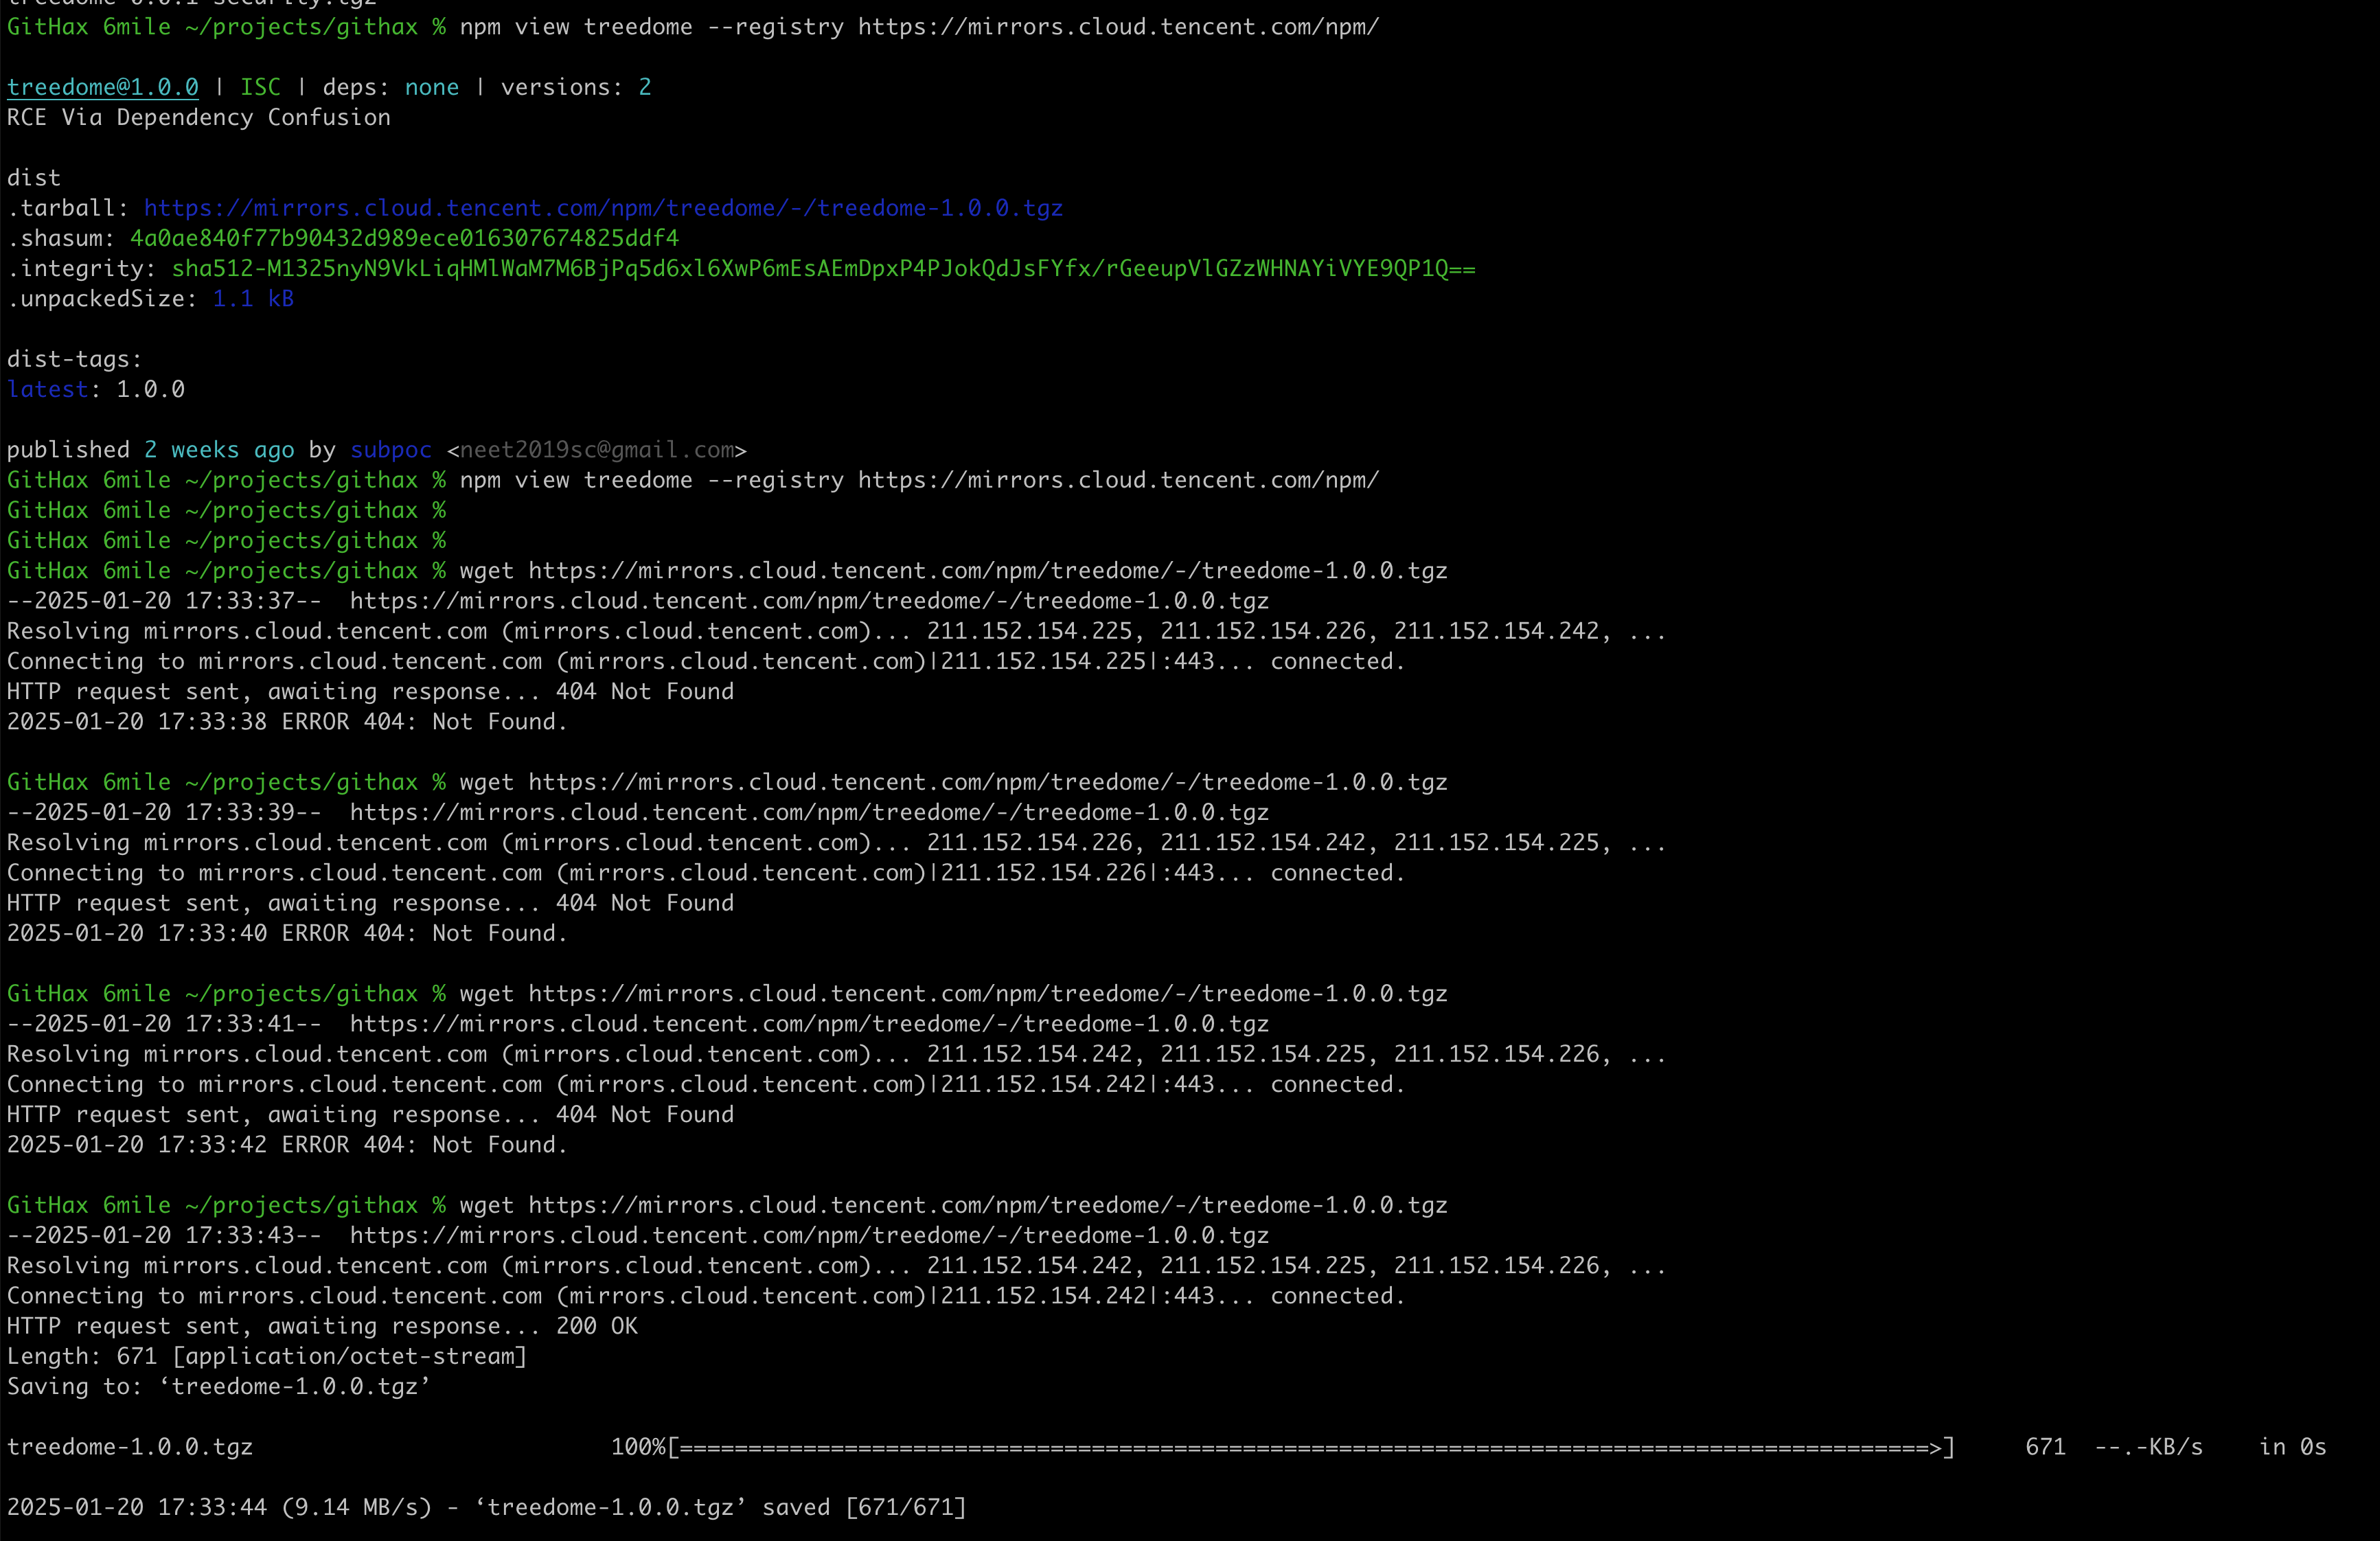 treedome-0.0.1-security.tgz
GitHax 6mile ~/projects/githax % npm view treedome --registry https://mirrors.cloud.tencent.com/npm/
treedome@1.0.0 | ISC | deps: none | versions: 2
RCE Via Dependency Confusion
dist
.tarball: https://mirrors.cloud.tencent.com/npm/treedome/-/treedome-1.0.0.tgz
.shasum: 4a0ae840f77b90432d989ece016307674825ddf4
.integrity: sha512-M1325nyN9VkLiqHMlWaM7M6BjPq5d6xl6XwP6mEsAEmDpxP4PJokQdJsFYfx/rGeeupVlGZzWHNAYiVYE9QP1Q==
.unpackedSize: 1.1 kB
dist-tags:
latest: 1.0.0
published 2 weeks ago by subpoc <neet2019sc@gmail.com>
GitHax 6mile ~/projects/githax % npm view treedome --registry https://mirrors.cloud.tencent.com/npm/
GitHax 6mile ~/projects/githax %
GitHax 6mile ~/projects/githax %
GitHax 6mile ~/projects/githax % wget https://mirrors.cloud.tencent.com/npm/treedome/-/treedome-1.0.0.tgz
--2025-01-20 17:33:37--  https://mirrors.cloud.tencent.com/npm/treedome/-/treedome-1.0.0.tgz
Resolving mirrors.cloud.tencent.com (mirrors.cloud.tencent.com)... 211.152.154.225, 211.152.154.226, 211.152.154.242, ...
Connecting to mirrors.cloud.tencent.com (mirrors.cloud.tencent.com)|211.152.154.225|:443... connected.
HTTP request sent, awaiting response... 404 Not Found
2025-01-20 17:33:38 ERROR 404: Not Found.
GitHax 6mile ~/projects/githax % wget https://mirrors.cloud.tencent.com/npm/treedome/-/treedome-1.0.0.tgz
--2025-01-20 17:33:39--  https://mirrors.cloud.tencent.com/npm/treedome/-/treedome-1.0.0.tgz
Resolving mirrors.cloud.tencent.com (mirrors.cloud.tencent.com)... 211.152.154.226, 211.152.154.242, 211.152.154.225, ...
Connecting to mirrors.cloud.tencent.com (mirrors.cloud.tencent.com)|211.152.154.226|:443... connected.
HTTP request sent, awaiting response... 404 Not Found
2025-01-20 17:33:40 ERROR 404: Not Found.
GitHax 6mile ~/projects/githax % wget https://mirrors.cloud.tencent.com/npm/treedome/-/treedome-1.0.0.tgz
--2025-01-20 17:33:41--  https://mirrors.cloud.tencent.com/npm/treedome/-/treedome-1.0.0.tgz
Resolving mirrors.cloud.tencent.com (mirrors.cloud.tencent.com)... 211.152.154.242, 211.152.154.225, 211.152.154.226, ...
Connecting to mirrors.cloud.tencent.com (mirrors.cloud.tencent.com)|211.152.154.242|:443... connected.
HTTP request sent, awaiting response... 404 Not Found
2025-01-20 17:33:42 ERROR 404: Not Found.
GitHax 6mile ~/projects/githax % wget https://mirrors.cloud.tencent.com/npm/treedome/-/treedome-1.0.0.tgz
--2025-01-20 17:33:43--  https://mirrors.cloud.tencent.com/npm/treedome/-/treedome-1.0.0.tgz
Resolving mirrors.cloud.tencent.com (mirrors.cloud.tencent.com)... 211.152.154.242, 211.152.154.225, 211.152.154.226, ...
Connecting to mirrors.cloud.tencent.com (mirrors.cloud.tencent.com)|211.152.154.242|:443... connected.
HTTP request sent, awaiting response... 200 OK
Length: 671 [application/octet-stream]
Saving to: ‘treedome-1.0.0.tgz’
treedome-1.0.0.tgz 100%[===========================================================================================>] 671 --.-KB/s in 0s
2025-01-20 17:33:44 (9.14 MB/s) - ‘treedome-1.0.0.tgz’ saved [671/671]